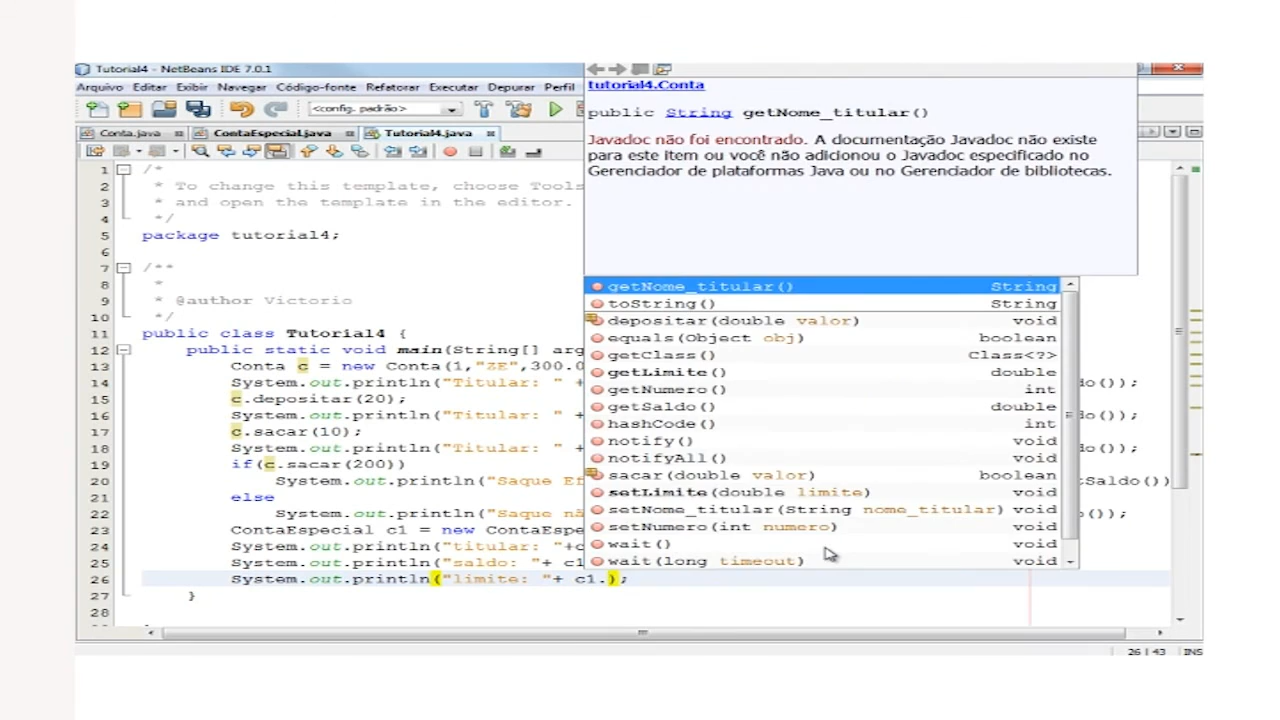 Tutorial4 - NetBeans IDE 7.0.1
Arquivo Editar Exibir Navegar Código-fonte Refatorar Executar Depurar Perfil
<config. padrão>
Conta.java ContaEspecial.java Tutorial4.java
tutorial4.Conta
public String getNome_titular()
Javadoc não foi encontrado. A documentação Javadoc não existe
para este item ou você não adicionou o Javadoc especificado no
Gerenciador de plataformas Java ou no Gerenciador de bibliotecas.
getNome_titular() String
toString() String
depositar(double valor) void
equals(Object obj) boolean
getClass() Class<?>
getLimite() double
getNumero() int
getSaldo() double
hashCode() int
notify() void
notifyAll() void
sacar(double valor) boolean
setLimite(double limite) void
setNome_titular(String nome_titular) void
setNumero(int numero) void
wait() void
wait(long timeout) void
1 /*
2 * To change this template, choose Tools
3 * and open the template in the editor.
4 */
5 package tutorial4;
6
7 /**
8 *
9 * @author Victorio
10 */
11 public class Tutorial4 {
12 public static void main(String[] arg
13 Conta c = new Conta(1,"ZE",300.0
14 System.out.println("Titular: " + do());
15 c.depositar(20);
16 System.out.println("Titular: " + do());
17 c.sacar(10);
18 System.out.println("Titular: " + do());
19 if(c.sacar(200))
20 System.out.println("Saque Ef Saldo())
21 else
22 System.out.println("Saque nã o());
23 ContaEspecial c1 = new ContaEspe
24 System.out.println("titular: "+c
25 System.out.println("saldo: "+ c1
26 System.out.println("limite: "+ c1.);
27 }
28
26 | 43 INS